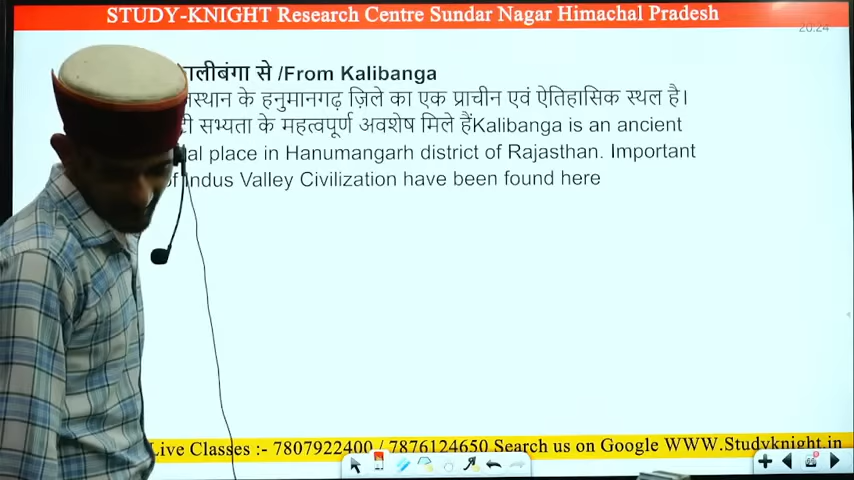 STUDY-KNIGHT Research Centre Sundar Nagar Himachal Pradesh
20:24
से /From Kalibanga
के हनुमानगढ़ ज़िले का एक प्राचीन एवं ऐतिहासिक स्थल है।
सभ्यता के महत्वपूर्ण अवशेष मिले हैंKalibanga is an ancient
place in Hanumangarh district of Rajasthan. Important
Indus Valley Civilization have been found here
Live Classes :- 7807922400 / 7876124650 Search us on Google WWW.Studyknight.in